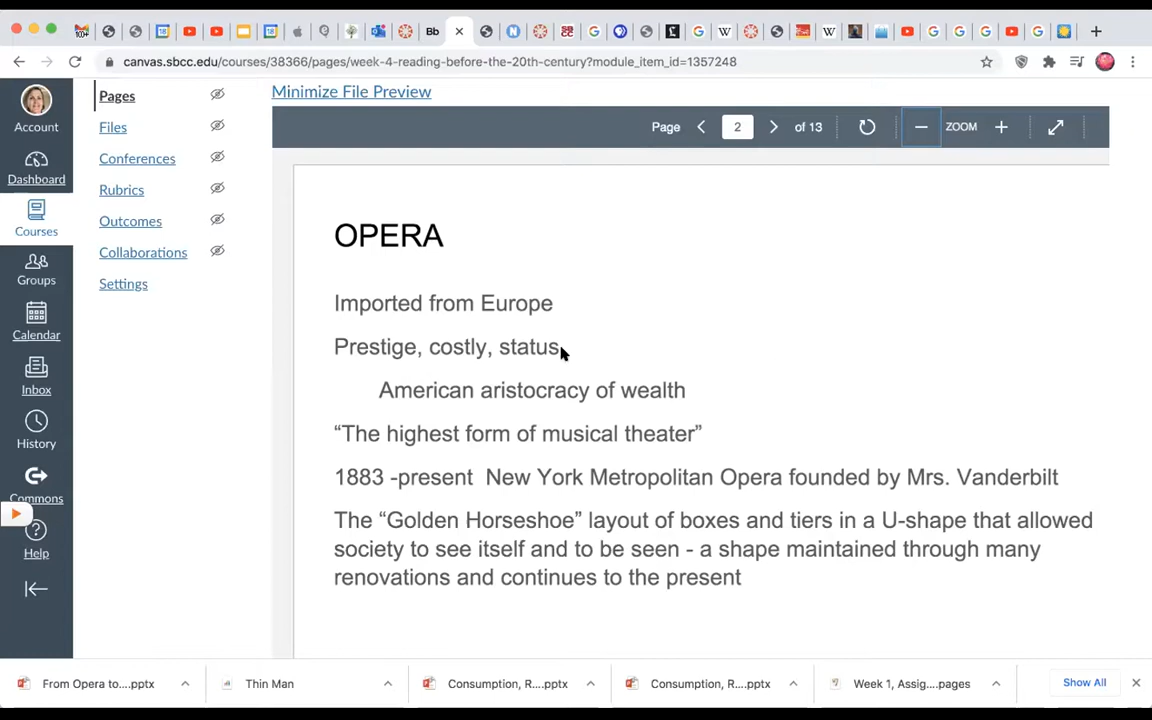 10+
18
Bb
18
N
W
L
W
canvas.sbcc.edu/courses/38366/pages/week-4-reading-before-the-20th-century?module_item_id=1357248
Account
Dashboard
Courses
Groups
Calendar
Inbox
History
Commons
Help
Pages
Files
Conferences
Rubrics
Outcomes
Collaborations
Settings
Minimize File Preview
Page 2 of 13 ZOOM
OPERA
Imported from Europe
Prestige, costly, status
American aristocracy of wealth
“The highest form of musical theater”
1883 -present New York Metropolitan Opera founded by Mrs. Vanderbilt
The “Golden Horseshoe” layout of boxes and tiers in a U-shape that allowed
society to see itself and to be seen - a shape maintained through many
renovations and continues to the present
From Opera to....pptx
Thin Man
Consumption, R....pptx
Consumption, R....pptx
Week 1, Assig....pages
Show All